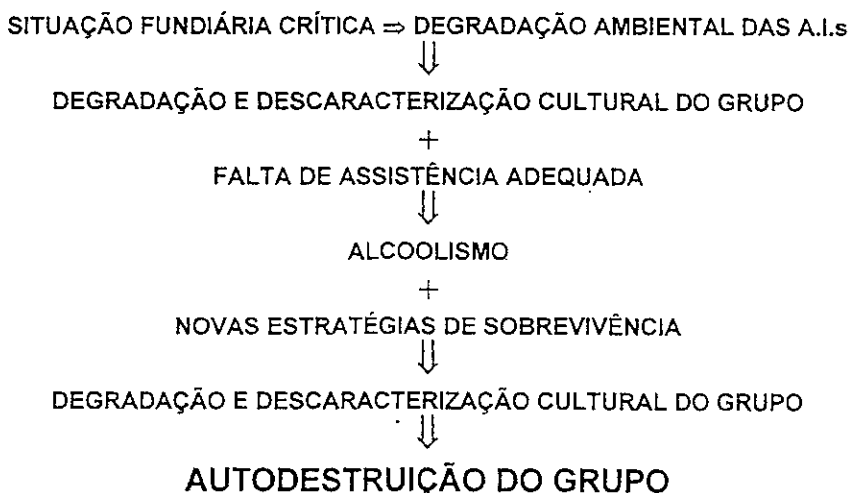 SITUAÇÃO FUNDIÁRIA CRÍTICA ⇒ DEGRADAÇÃO AMBIENTAL DAS A.I.s
⇓
DEGRADAÇÃO E DESCARACTERIZAÇÃO CULTURAL DO GRUPO
+
FALTA DE ASSISTÊNCIA ADEQUADA
⇓
ALCOOLISMO
+
NOVAS ESTRATÉGIAS DE SOBREVIVÊNCIA
⇓
DEGRADAÇÃO E DESCARACTERIZAÇÃO CULTURAL DO GRUPO
⇓
AUTODESTRUIÇÃO DO GRUPO